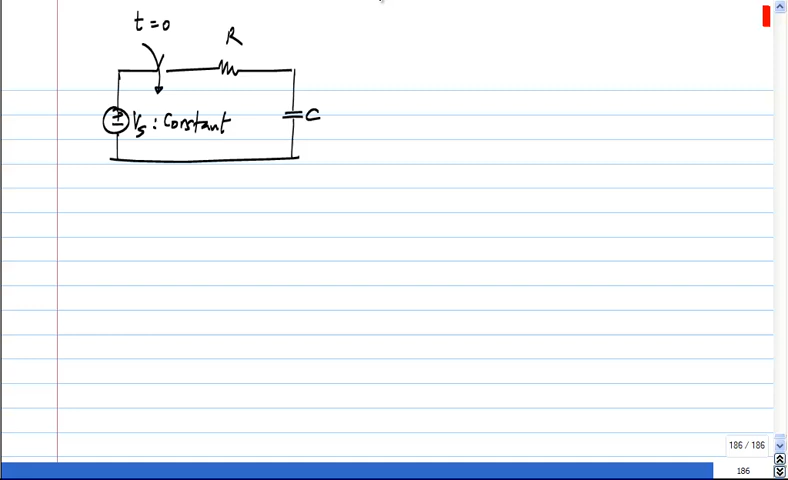 t = 0
R
Vs : Constant
C
186 / 186
186